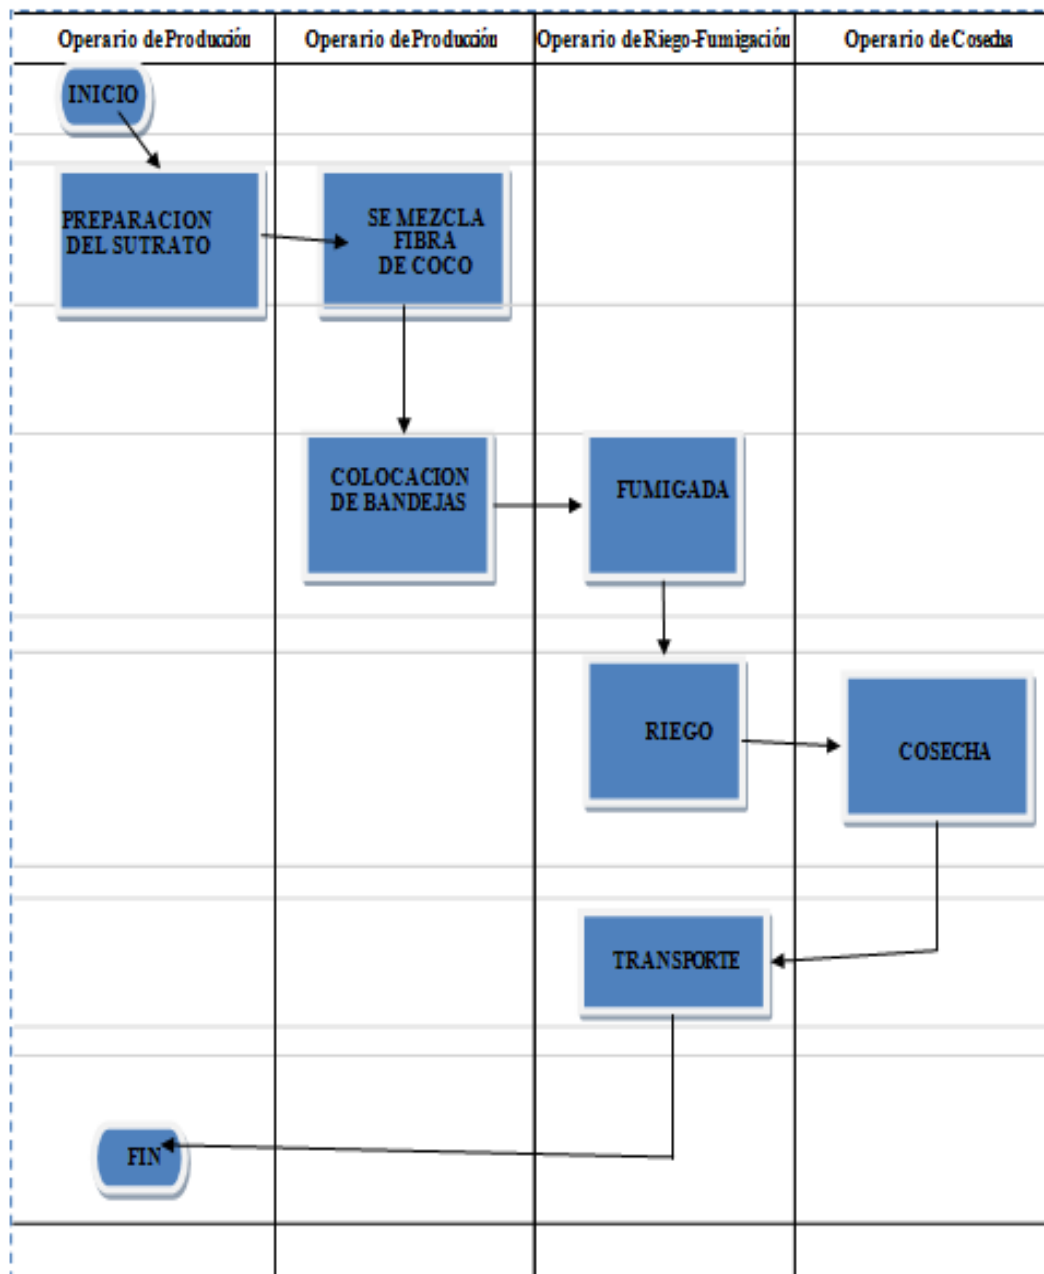 Operario de Producción
Operario de Producción
Operario de Riego-Fumigación
Operario de Cosecha
INICIO
PREPARACION
DEL SUTRATO
SE MEZCLA
FIBRA
DE COCO
COLOCACION
DE BANDEJAS
FUMIGADA
RIEGO
COSECHA
TRANSPORTE
FIN